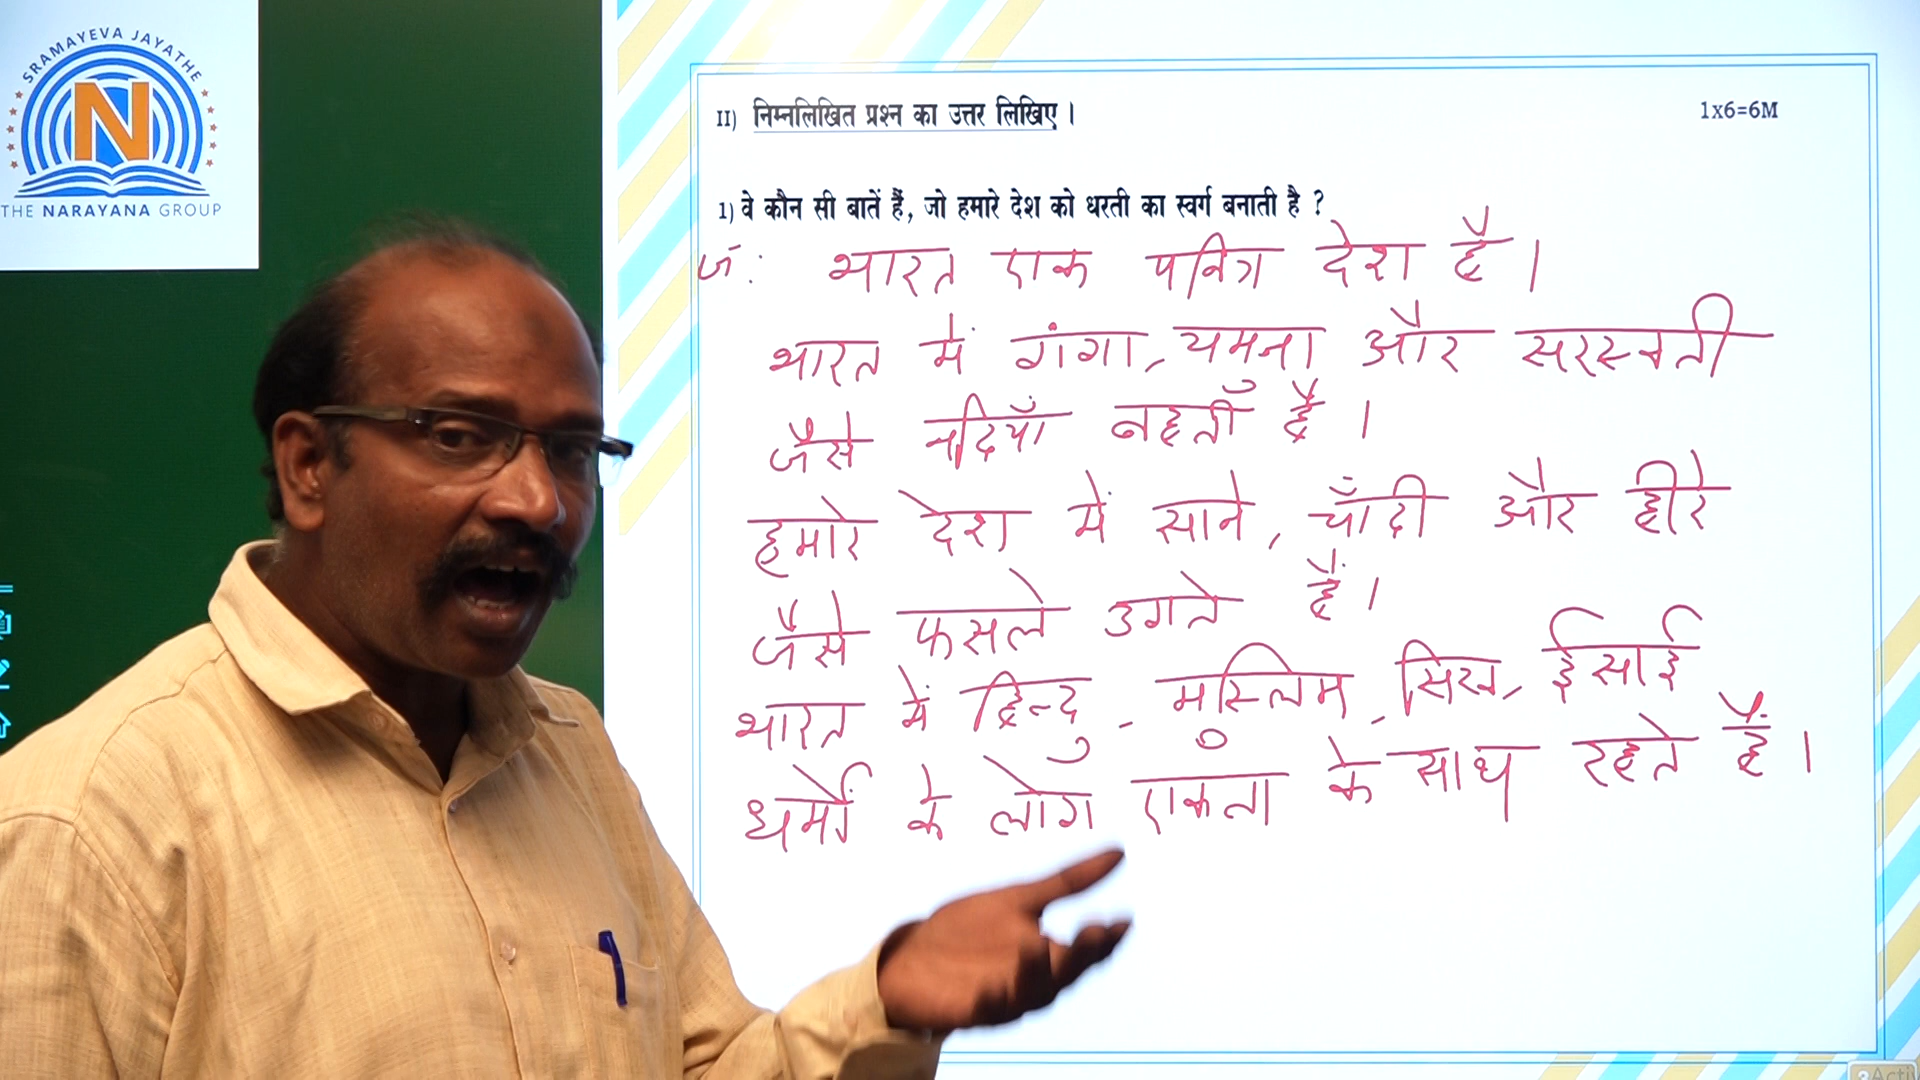 SRAMAYEVA JAYATHE
N
THE NARAYANA GROUP
II) निम्नलिखित प्रश्न का उत्तर लिखिए । 1x6=6M
1) वे कौन सी बातें हैं, जो हमारे देश को धरती का स्वर्ग बनाती है ?
ज: भारत एक पवित्र देश है ।
भारत में गंगा, यमुना और सरस्वती
जैसे नदियाँ बहतीं है ।
हमारे देश में सोने, चाँदी और हीरे
जैसे फसले उगते हैं ।
भारत में हिन्दु, मुस्लिम, सिख, ईसाई
धर्मों के लोग एकता के साथ रहते हैं ।